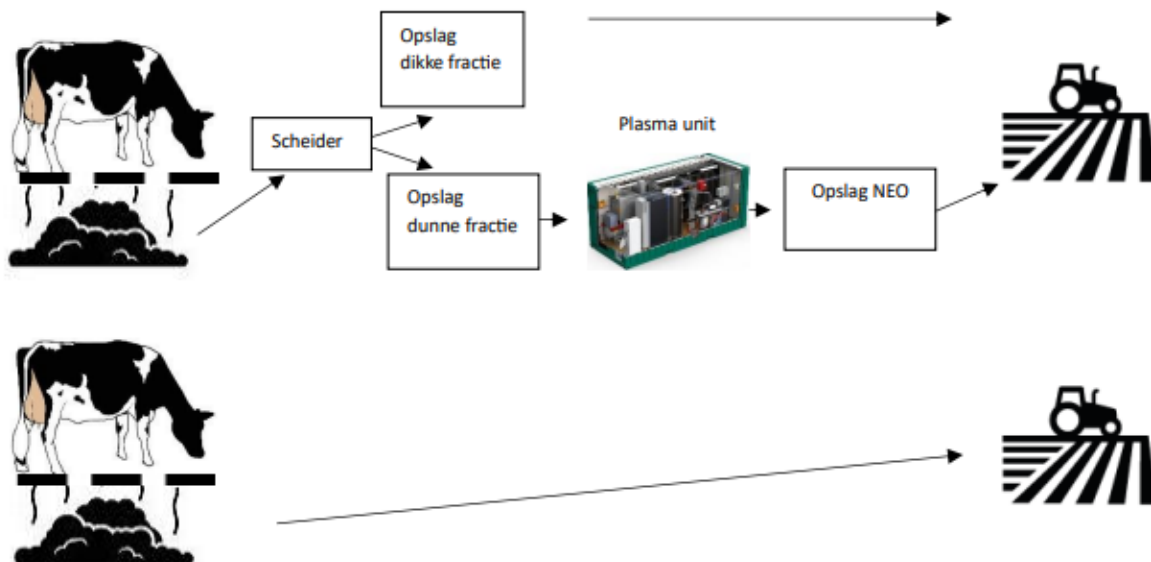 Opslag
dikke fractie
Scheider
Plasma unit
Opslag
dunne fractie
Opslag NEO